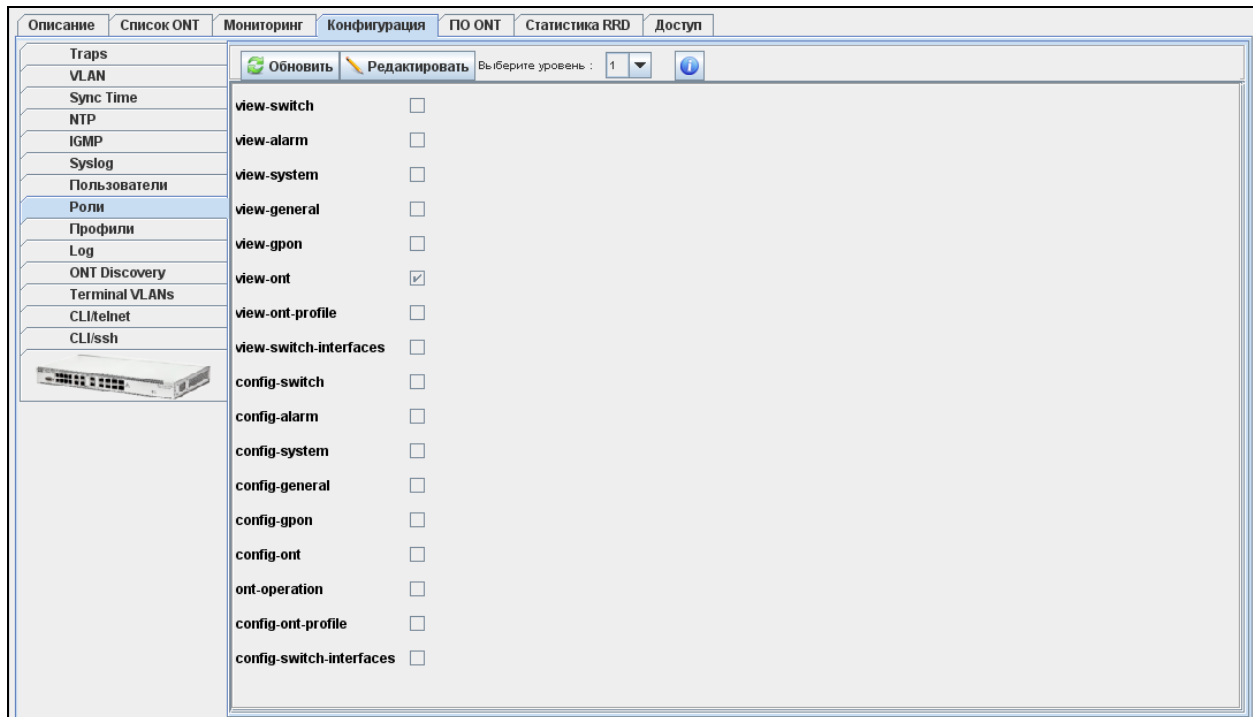 Описание Список ONT Мониторинг Конфигурация ПО ONT Статистика RRD Доступ
Traps
VLAN
Sync Time
NTP
IGMP
Syslog
Пользователи
Роли
Профили
Log
ONT Discovery
Terminal VLANs
CLI/telnet
CLI/ssh
Обновить Редактировать Выберите уровень : 1
view-switch
view-alarm
view-system
view-general
view-gpon
view-ont
view-ont-profile
view-switch-interfaces
config-switch
config-alarm
config-system
config-general
config-gpon
config-ont
ont-operation
config-ont-profile
config-switch-interfaces